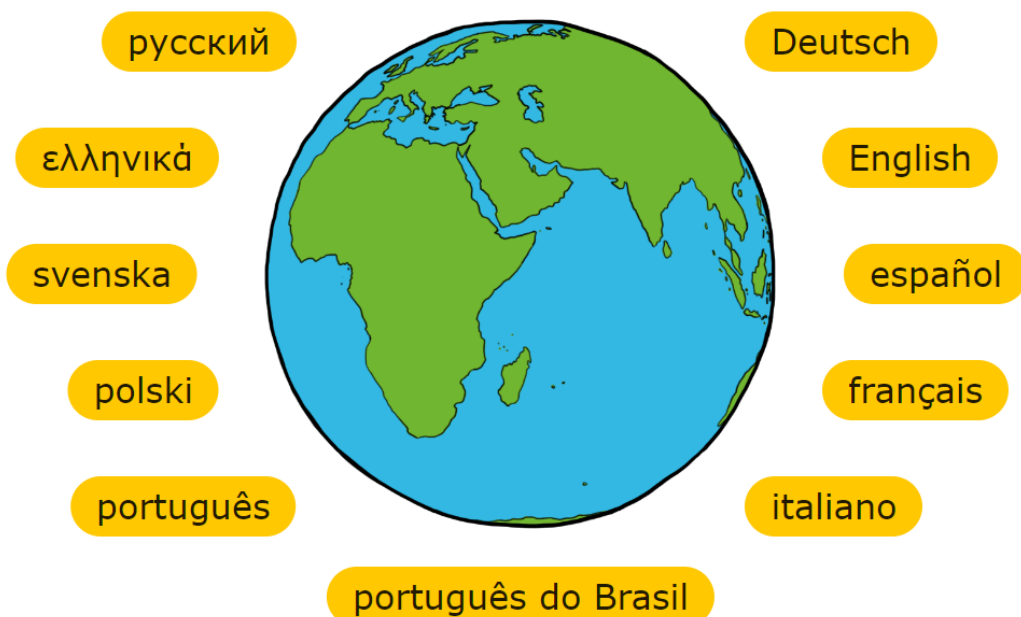 русский
Deutsch
ελληνικά
English
svenska
español
polski
français
português
italiano
português do Brasil